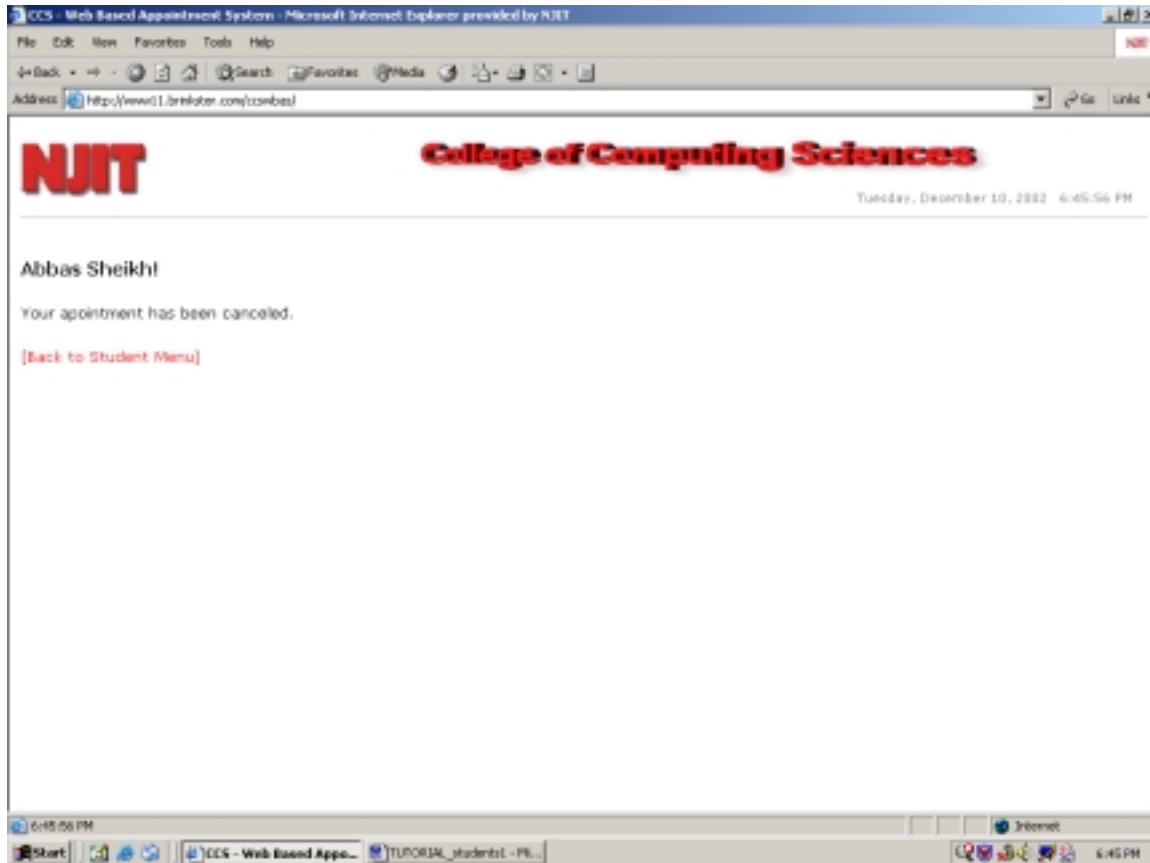 CCS - Web Based Appointment System - Microsoft Internet Explorer provided by NJIT
File Edit View Favorites Tools Help
NJIT
Back Search Favorites Media
Address Go Links
NJIT
College of Computing Sciences
Tuesday, December 10, 2002 6:45:56 PM
Abbas Sheikh!
Your apointment has been canceled.
[Back to Student Menu]
6:45:56 PM Internet
Start CCS - Web Based Appo... TUTORIAL_students1 - Mi... 6:45 PM